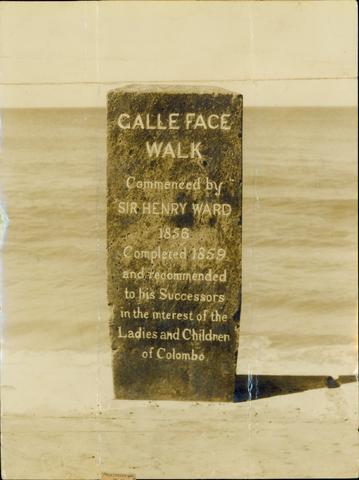 GALLE FACE
WALK
Commenced by
SIR HENRY WARD
1856
Completed 1859
and recommended
to his Successors
in the interest of the
Ladies and Children
of Colombo